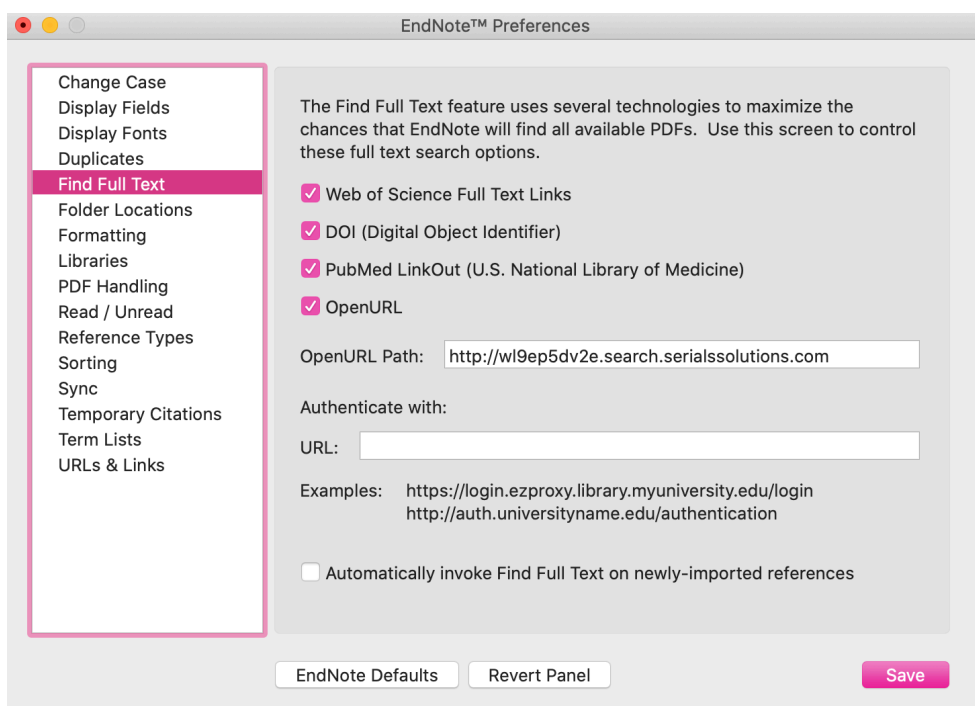 EndNote™ Preferences
Change Case
Display Fields
Display Fonts
Duplicates
Find Full Text
Folder Locations
Formatting
Libraries
PDF Handling
Read / Unread
Reference Types
Sorting
Sync
Temporary Citations
Term Lists
URLs & Links
The Find Full Text feature uses several technologies to maximize the
chances that EndNote will find all available PDFs.  Use this screen to control
these full text search options.
Web of Science Full Text Links
DOI (Digital Object Identifier)
PubMed LinkOut (U.S. National Library of Medicine)
OpenURL
OpenURL Path: http://wl9ep5dv2e.search.serialssolutions.com
Authenticate with:
URL:
Examples: https://login.ezproxy.library.myuniversity.edu/login
http://auth.universityname.edu/authentication
Automatically invoke Find Full Text on newly-imported references
EndNote Defaults Revert Panel Save